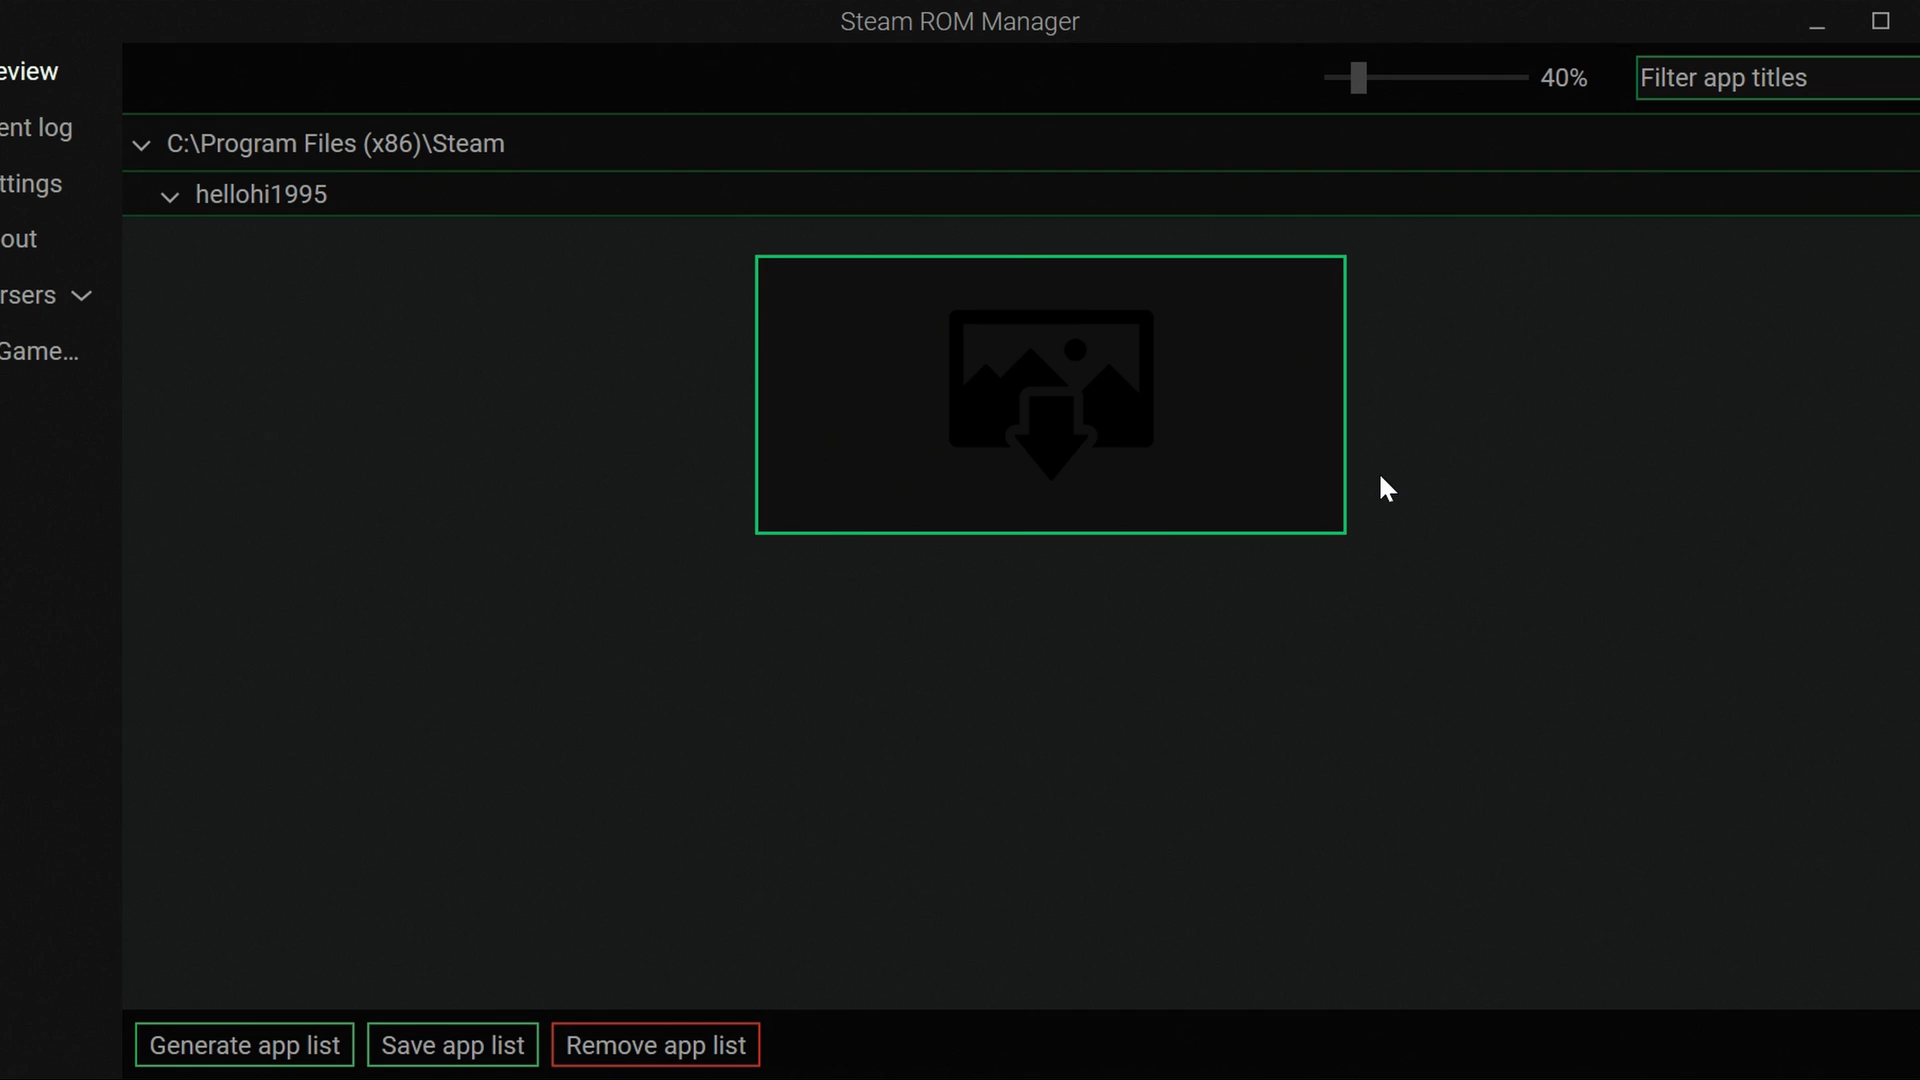 Steam ROM Manager
eview
40%
Filter app titles
ent log
C:\Program Files (x86)\Steam
ttings
hellohi1995
out
rsers
Game...
Generate app list
Save app list
Remove app list